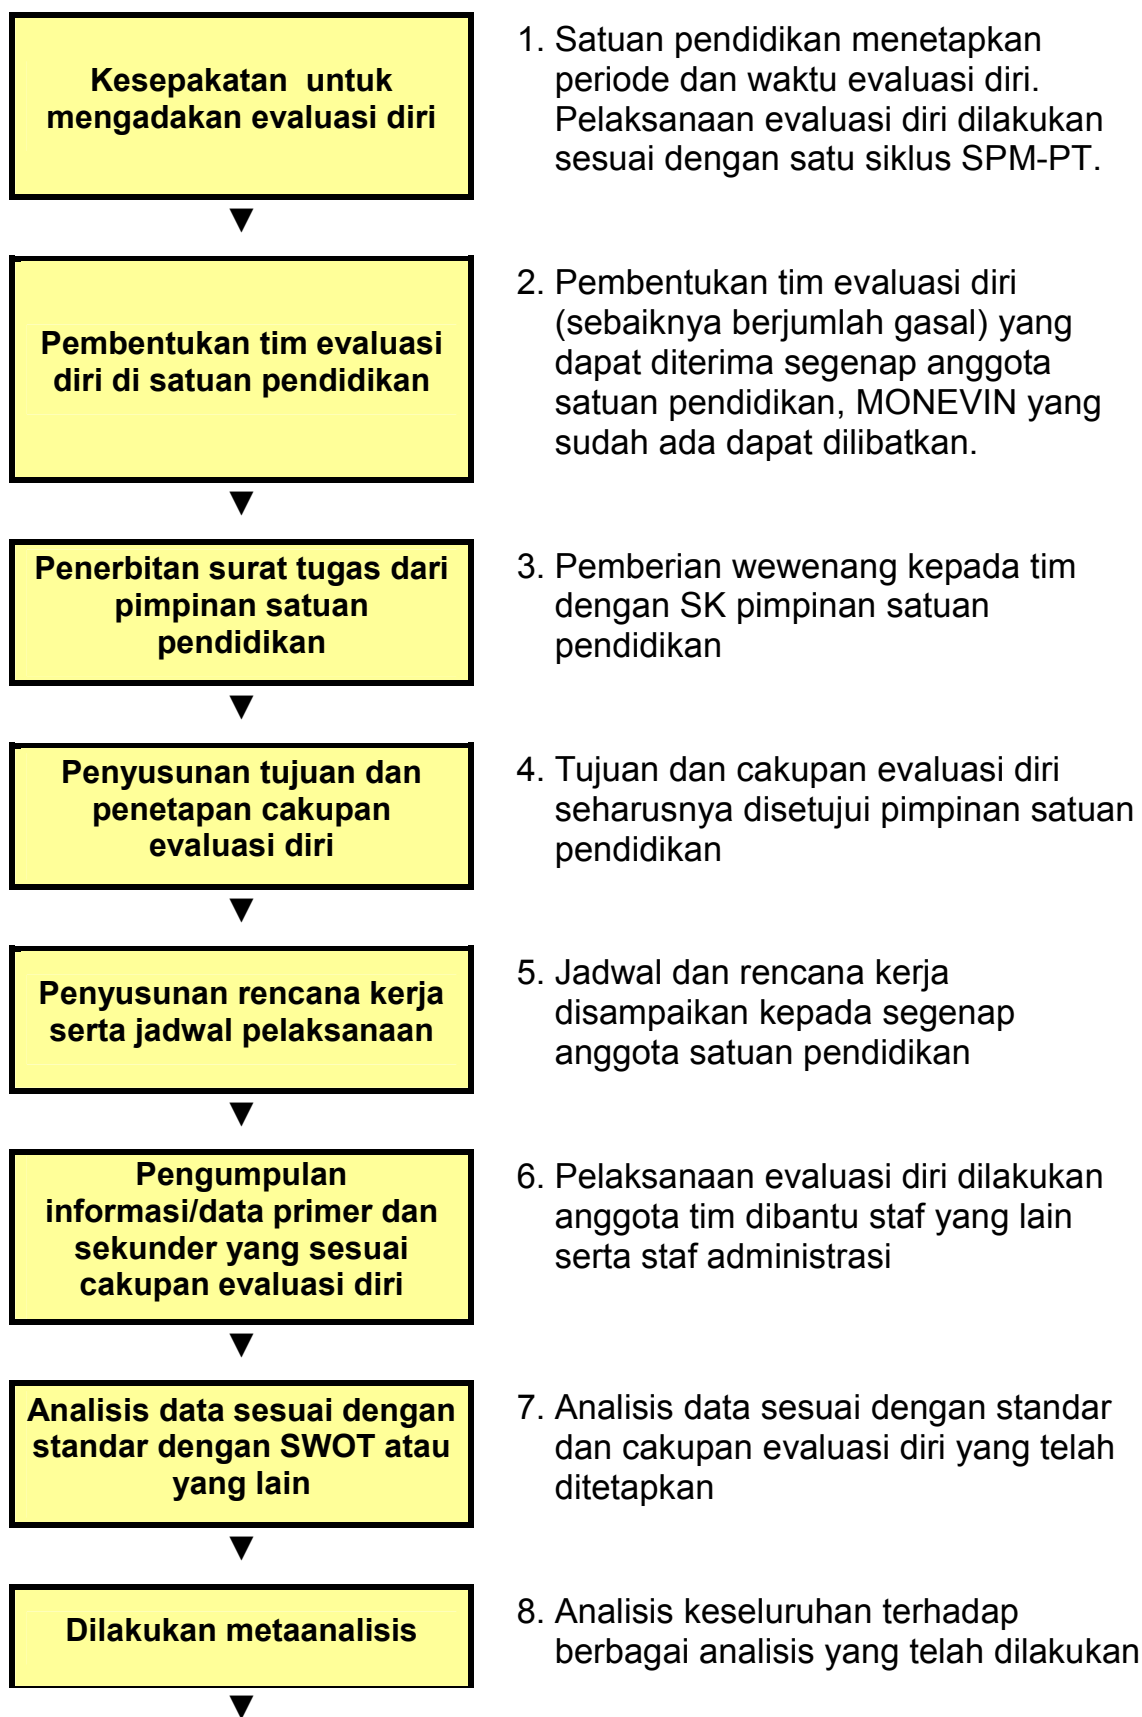 Kesepakatan untuk
mengadakan evaluasi diri
1. Satuan pendidikan menetapkan
periode dan waktu evaluasi diri.
Pelaksanaan evaluasi diri dilakukan
sesuai dengan satu siklus SPM-PT.
Pembentukan tim evaluasi
diri di satuan pendidikan
2. Pembentukan tim evaluasi diri
(sebaiknya berjumlah gasal) yang
dapat diterima segenap anggota
satuan pendidikan, MONEVIN yang
sudah ada dapat dilibatkan.
Penerbitan surat tugas dari
pimpinan satuan
pendidikan
3. Pemberian wewenang kepada tim
dengan SK pimpinan satuan
pendidikan
Penyusunan tujuan dan
penetapan cakupan
evaluasi diri
4. Tujuan dan cakupan evaluasi diri
seharusnya disetujui pimpinan satuan
pendidikan
Penyusunan rencana kerja
serta jadwal pelaksanaan
5. Jadwal dan rencana kerja
disampaikan kepada segenap
anggota satuan pendidikan
Pengumpulan
informasi/data primer dan
sekunder yang sesuai
cakupan evaluasi diri
6. Pelaksanaan evaluasi diri dilakukan
anggota tim dibantu staf yang lain
serta staf administrasi
Analisis data sesuai dengan
standar dengan SWOT atau
yang lain
7. Analisis data sesuai dengan standar
dan cakupan evaluasi diri yang telah
ditetapkan
Dilakukan metaanalisis
8. Analisis keseluruhan terhadap
berbagai analisis yang telah dilakukan